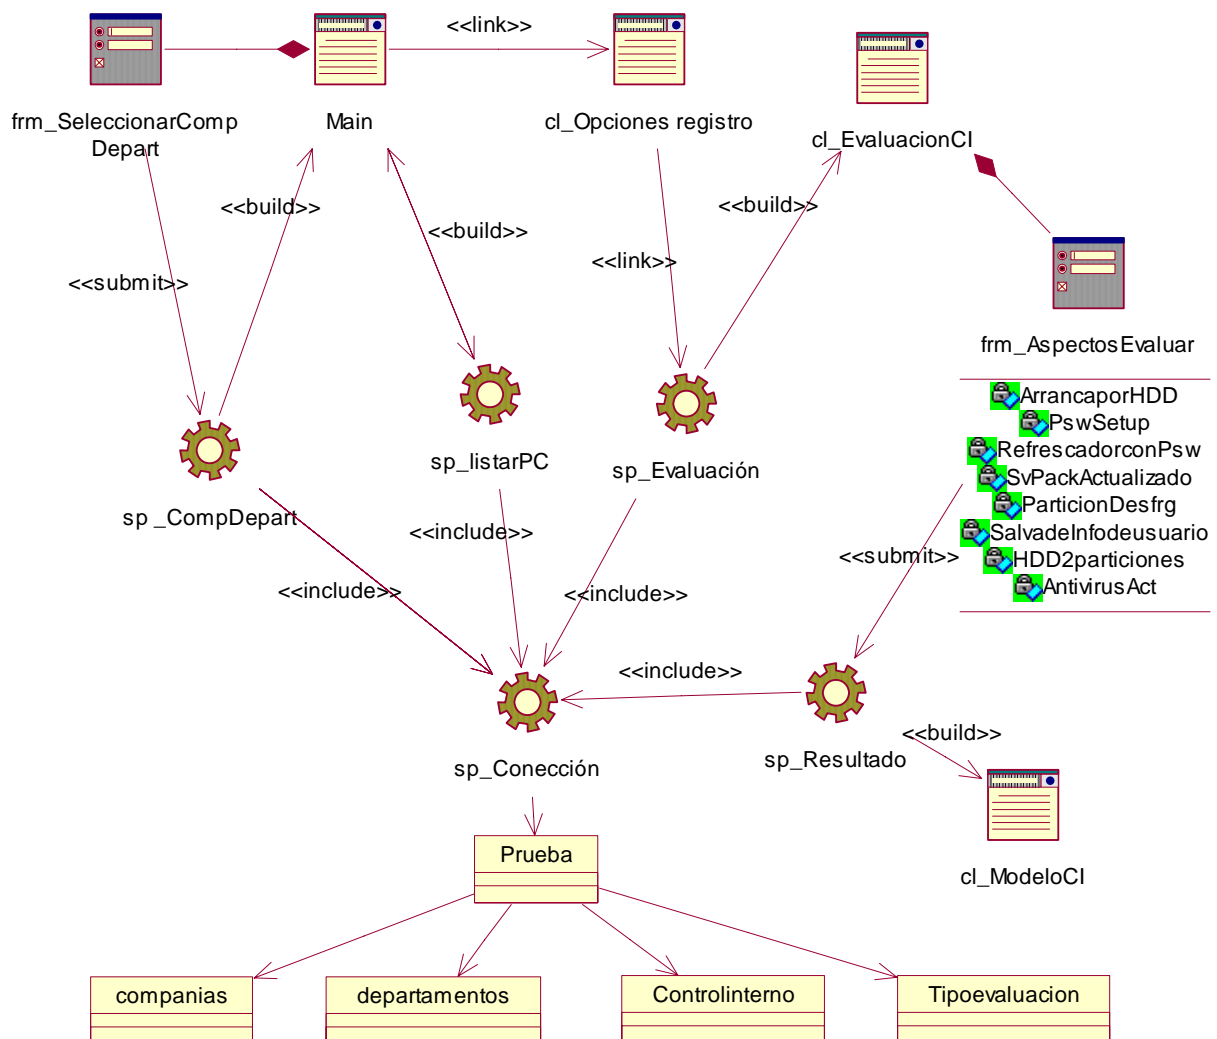 <<link>>
frm_SeleccionarComp
Depart
Main
cl_Opciones registro
cl_EvaluacionCI
<<build>>
<<build>>
<<build>>
<<submit>>
<<link>>
frm_AspectosEvaluar
ArrancaporHDD
PswSetup
RefrescadorconPsw
SvPackActualizado
ParticionDesfrg
SalvadeInfodeusuario
HDD2particiones
AntivirusAct
sp_listarPC
sp_Evaluación
sp _CompDepart
<<include>>
<<submit>>
<<include>>
<<include>>
<<include>>
<<build>>
sp_Conección
sp_Resultado
Prueba
cl_ModeloCI
companias
departamentos
Controlinterno
Tipoevaluacion